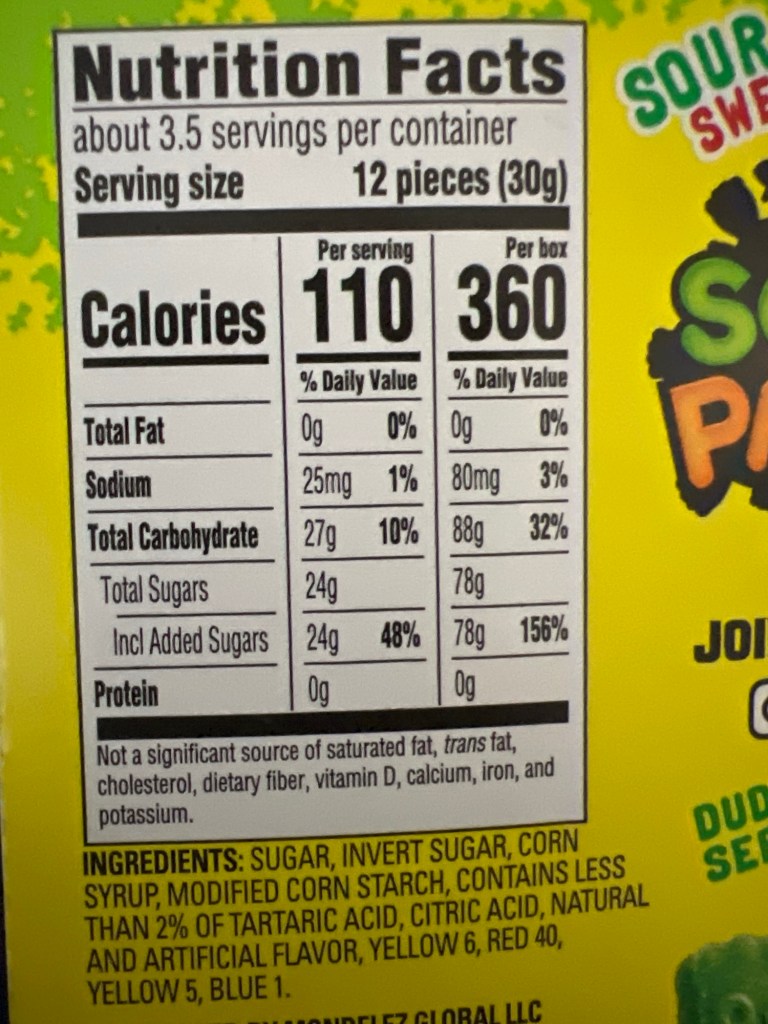 Nutrition Facts
about 3.5 servings per container
Serving size 12 pieces (30g)
Per serving Per box
Calories 110 360
% Daily Value % Daily Value
Total Fat 0g 0% 0g 0%
Sodium 25mg 1% 80mg 3%
Total Carbohydrate 27g 10% 88g 32%
Total Sugars 24g 78g
Incl Added Sugars 24g 48% 78g 156%
Protein 0g 0g
Not a significant source of saturated fat, trans fat,
cholesterol, dietary fiber, vitamin D, calcium, iron, and
potassium.
INGREDIENTS: SUGAR, INVERT SUGAR, CORN
SYRUP, MODIFIED CORN STARCH, CONTAINS LESS
THAN 2% OF TARTARIC ACID, CITRIC ACID, NATURAL
AND ARTIFICIAL FLAVOR, YELLOW 6, RED 40,
YELLOW 5, BLUE 1.
MONDELEZ GLOBAL LLC
SOUR